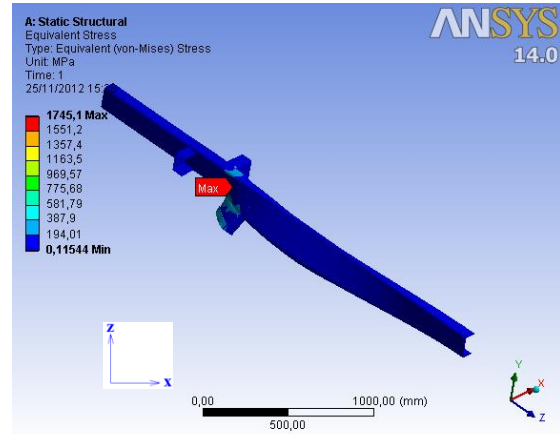 A: Static Structural
Equivalent Stress
Type: Equivalent (von-Mises) Stress
Unit: MPa
Time: 1
25/11/2012 15:
ANSYS
14.0
1745,1 Max
1551,2
1357,4
1163,5
969,57
775,68
581,79
387,9
194,01
0,11544 Min
Max
Z
X
0,00
1000,00 (mm)
500,00
Y
X
Z